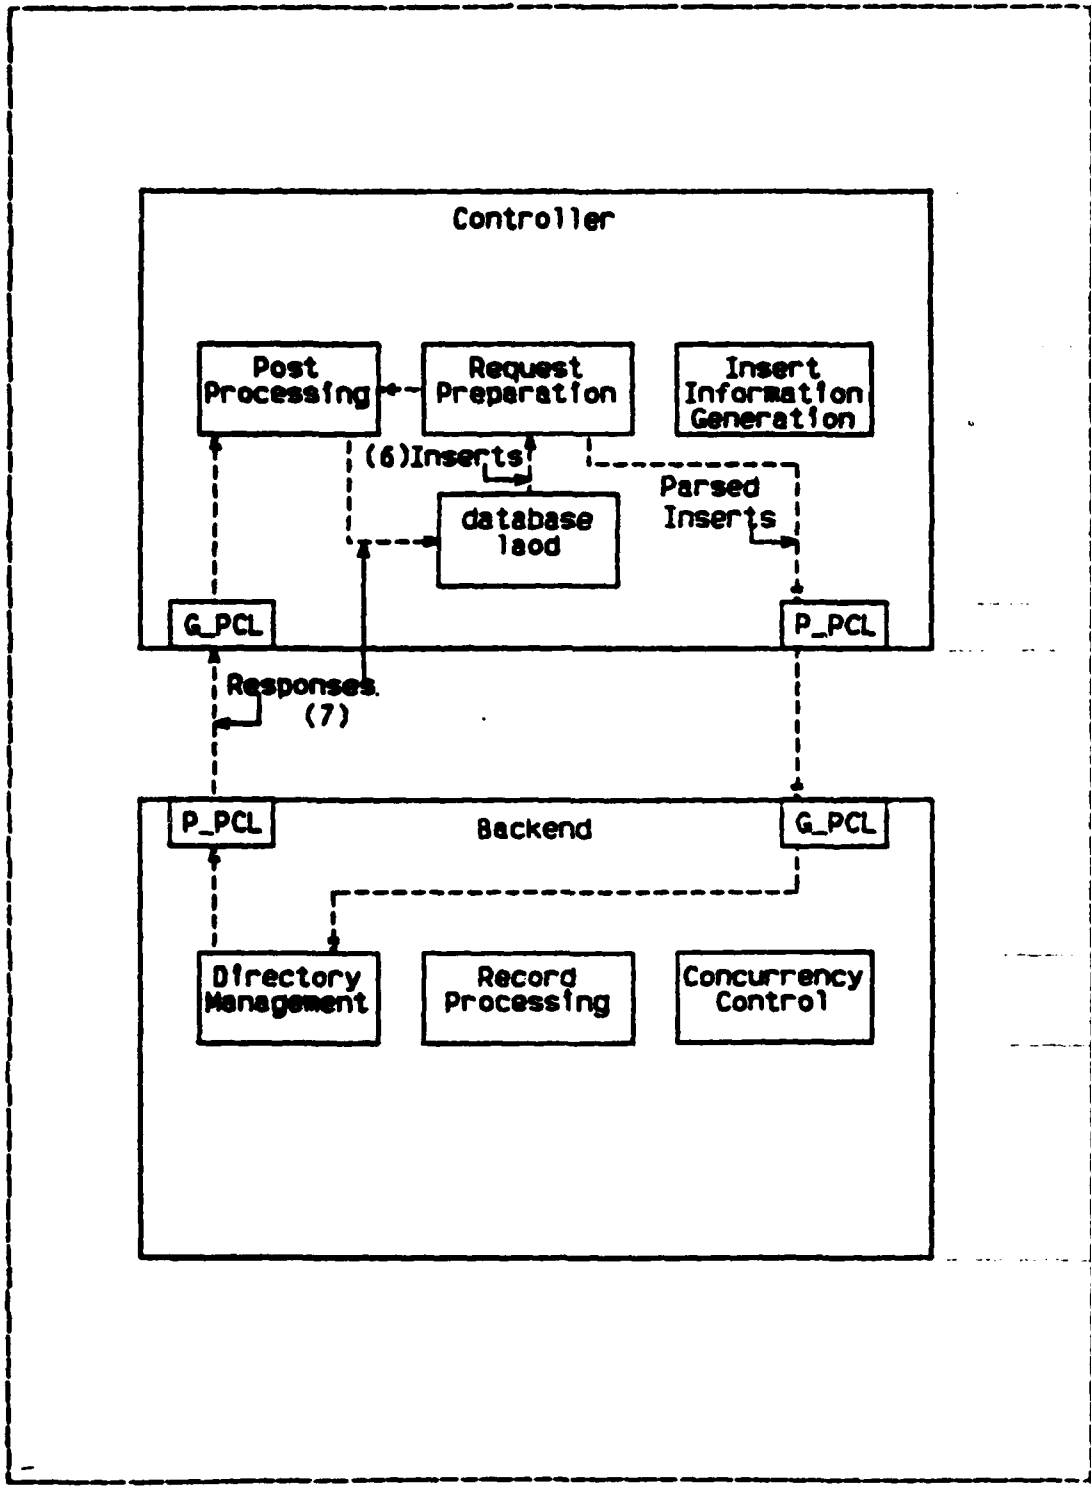 Controller
Post
Processing
Request
Preparation
Insert
Information
Generation
(6)Inserts
Parsed
Inserts
database
laod
G_PCL
P_PCL
Responses.
(7)
P_PCL
Backend
G_PCL
Directory
Management
Record
Processing
Concurrency
Control